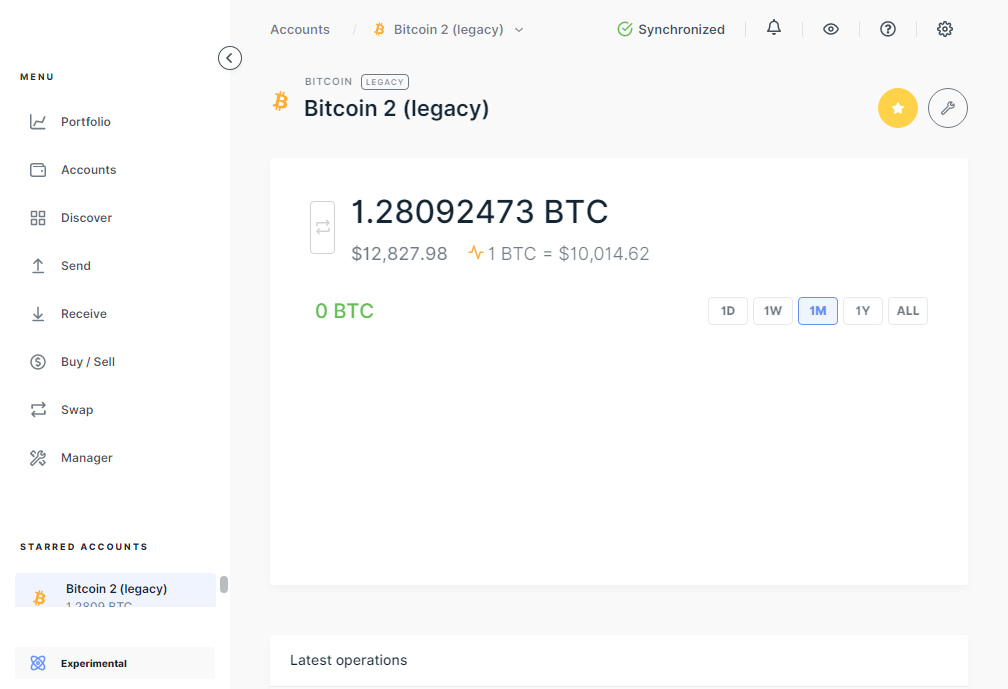 Accounts / Bitcoin 2 (legacy) Synchronized
MENU
Portfolio
Accounts
Discover
Send
Receive
Buy / Sell
Swap
Manager
STARRED ACCOUNTS
Bitcoin 2 (legacy)
1.2809 BTC
Experimental
BITCOIN LEGACY
Bitcoin 2 (legacy)
1.28092473 BTC
$12,827.98 1 BTC = $10,014.62
0 BTC
1D 1W 1M 1Y ALL
Latest operations